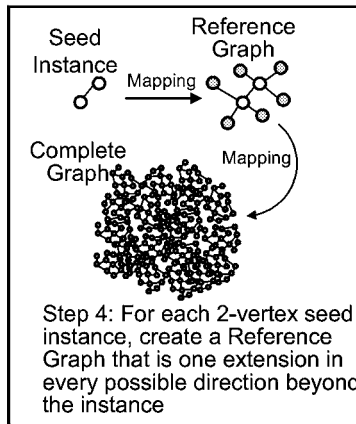 Seed
Instance
Reference
Graph
Mapping
Complete
Graph
Mapping
Step 4: For each 2-vertex seed
instance, create a Reference
Graph that is one extension in
every possible direction beyond
the instance